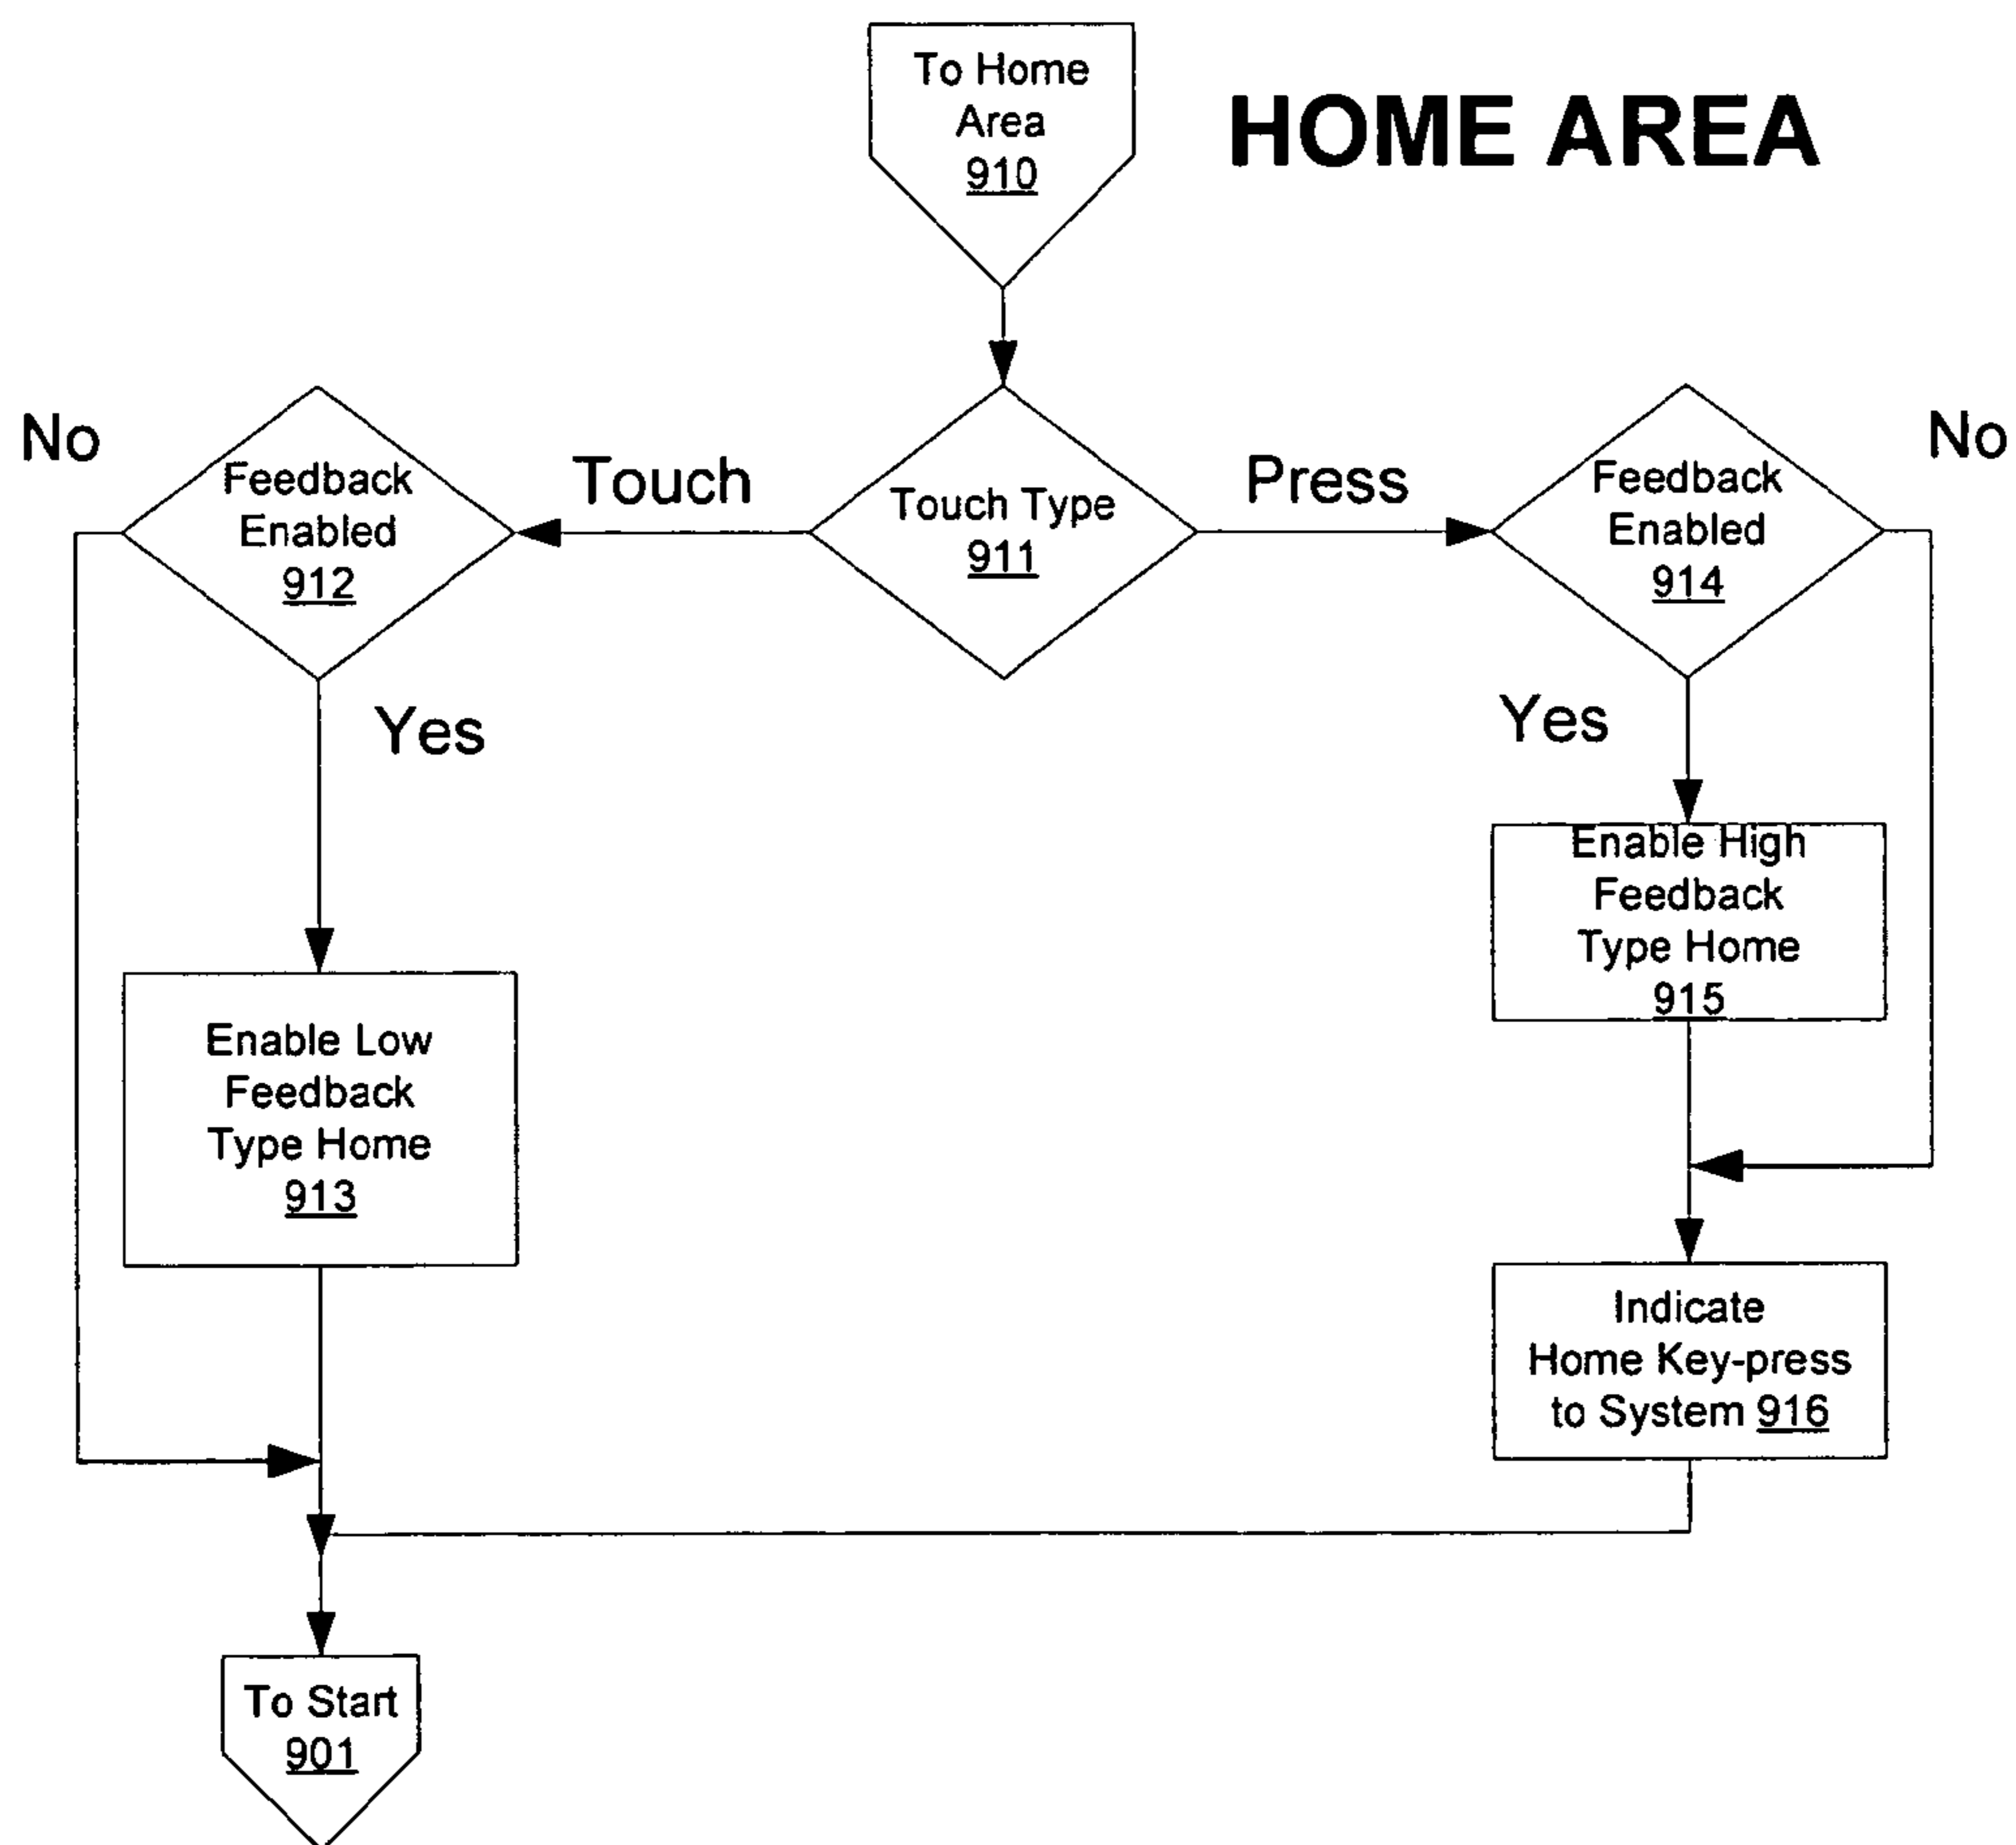 To Home
Area
910
HOME AREA
No
Feedback
Enabled
912
Touch
Touch Type
911
Press
Feedback
Enabled
914
No
Yes
Yes
Enable High
Feedback
Type Home
915
Enable Low
Feedback
Type Home
913
Indicate
Home Key-press
to System 916
To Start
901